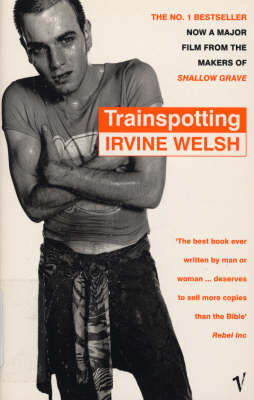 THE NO. 1 BESTSELLER
NOW A MAJOR
FILM FROM THE
MAKERS OF
SHALLOW GRAVE
Trainspotting
IRVINE WELSH
'The best book ever
written by man or
woman ... deserves
to sell more copies
than the Bible'
Rebel Inc
V